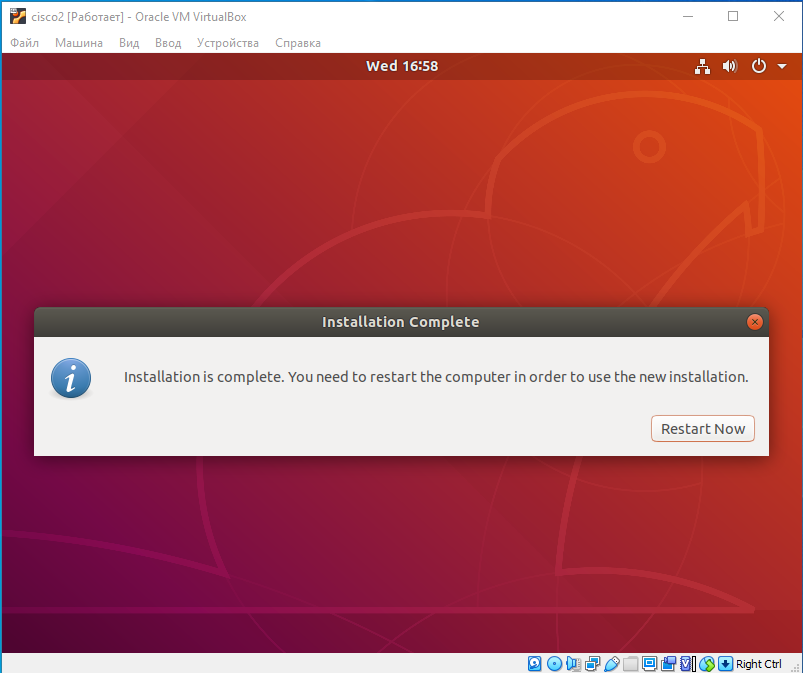 cisco2 [Работает] - Oracle VM VirtualBox
Файл Машина Вид Ввод Устройства Справка
Wed 16:58
Installation Complete
Installation is complete. You need to restart the computer in order to use the new installation.
Restart Now
Right Ctrl